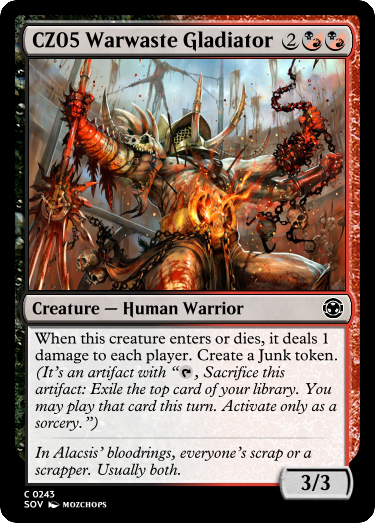 CZ05 Warwaste Gladiator 2
Creature — Human Warrior
When this creature enters or dies, it deals 1
damage to each player. Create a Junk token.
(It's an artifact with “, Sacrifice this
artifact: Exile the top card of your library. You
may play that card this turn. Activate only as a
sorcery.”)
In Alacsis' bloodrings, everyone's scrap or a
scrapper. Usually both.
3/3
C 0243
SOV MOZCHOPS